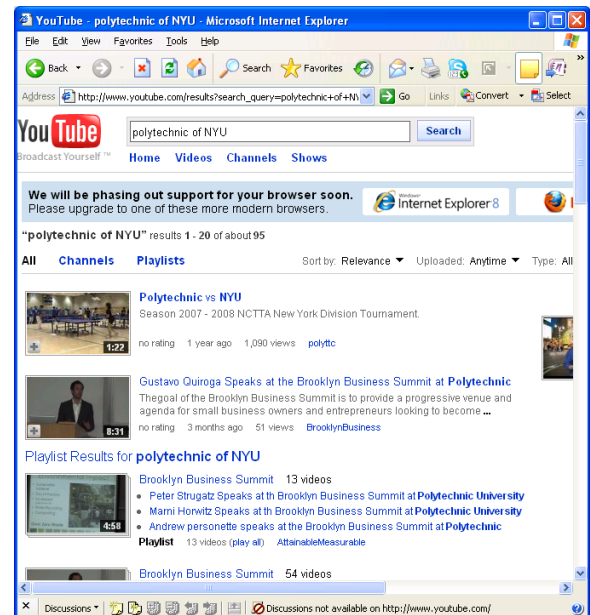 YouTube - polytechnic of NYU - Microsoft Internet Explorer
File Edit View Favorites Tools Help
Back Search Favorites
Address http://www.youtube.com/results?search_query=polytechnic+of+N Go Links Convert Select
You Tube polytechnic of NYU Search
Broadcast Yourself ™ Home Videos Channels Shows
We will be phasing out support for your browser soon.
Please upgrade to one of these more modern browsers.
Windows Internet Explorer 8
"polytechnic of NYU" results 1 - 20 of about 95
All Channels Playlists Sort by: Relevance Uploaded: Anytime Type: All
Polytechnic vs NYU
Season 2007 - 2008 NCTTA New York Division Tournament.
1:22 no rating 1 year ago 1,090 views polyttc
Gustavo Quiroga Speaks at the Brooklyn Business Summit at Polytechnic
Thegoal of the Brooklyn Business Summit is to provide a progressive venue and
agenda for small business owners and entrepreneurs looking to become ...
8:31 no rating 3 months ago 51 views BrooklynBusiness
Playlist Results for polytechnic of NYU
Brooklyn Business Summit 13 videos
Peter Strugatz Speaks at th Brooklyn Business Summit at Polytechnic University
Marni Horwitz Speaks at th Brooklyn Business Summit at Polytechnic University
4:58 Andrew personette speaks at the Brooklyn Business Summit at Polytechnic
Playlist 13 videos (play all) AttainableMeasurable
Brooklyn Business Summit 54 videos
Discussions Discussions not available on http://www.youtube.com/